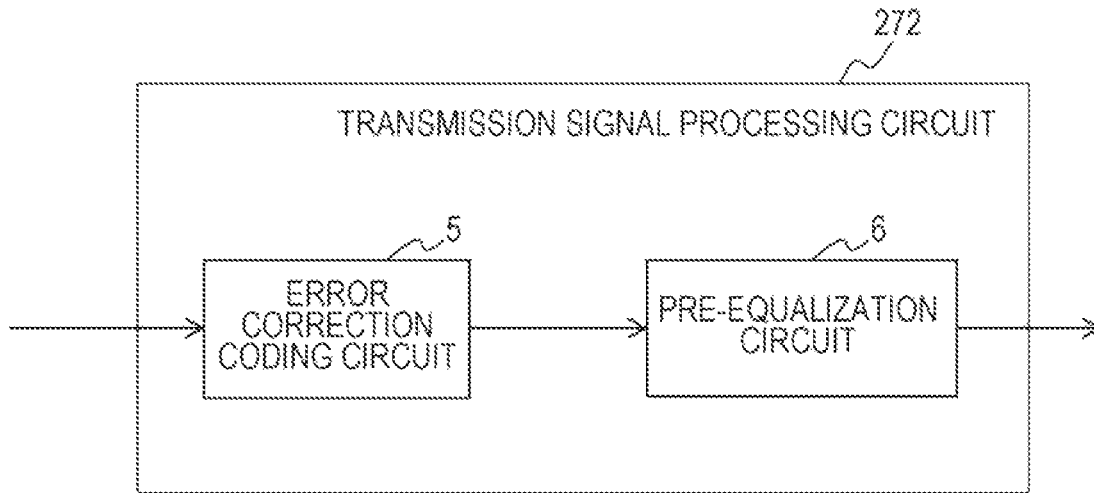 272
TRANSMISSION SIGNAL PROCESSING CIRCUIT
5
ERROR
CORRECTION
CODING CIRCUIT
6
PRE-EQUALIZATION
CIRCUIT